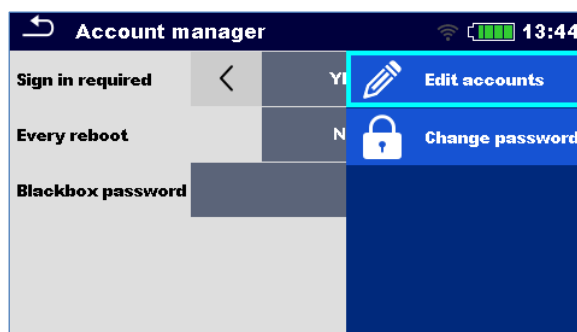 Account manager 13:44
Sign in required
Edit accounts
Every reboot
Change password
Blackbox password